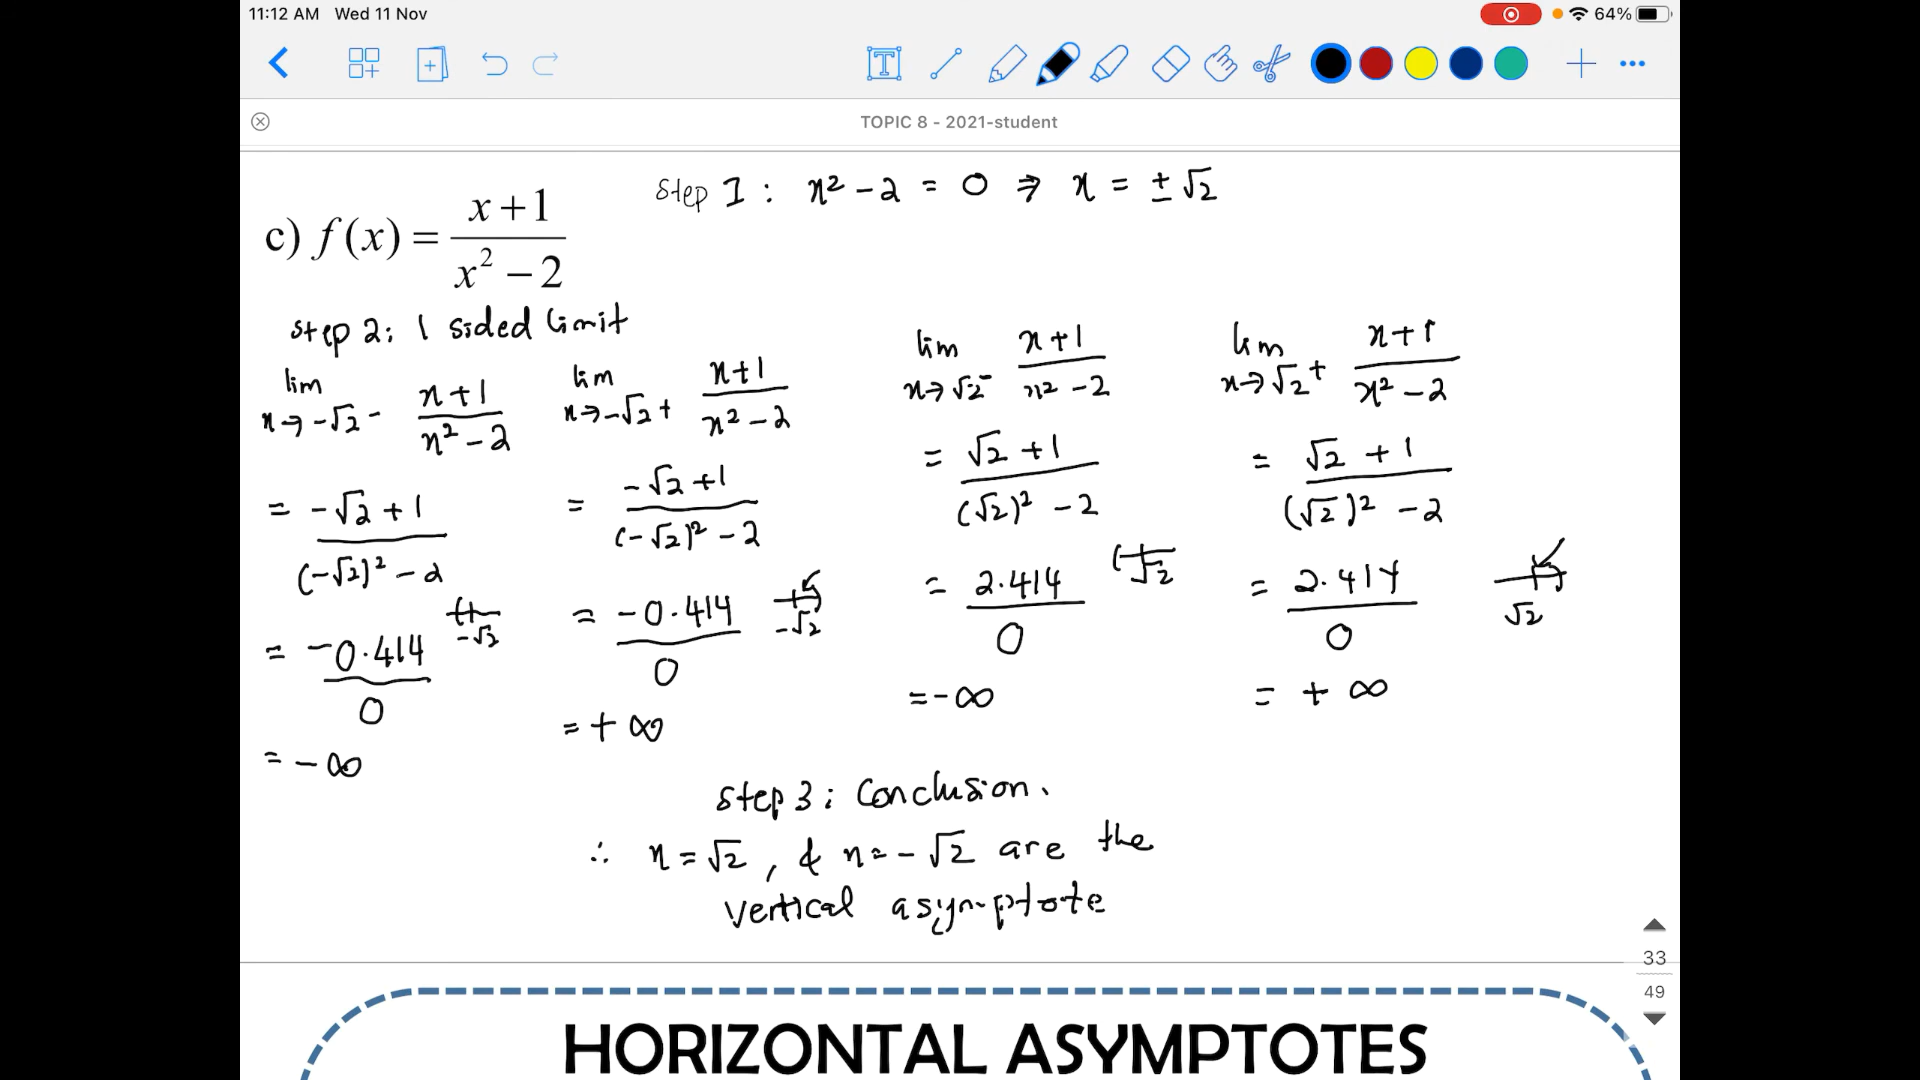 11:12 AM Wed 11 Nov
64%
T
TOPIC 8 - 2021-student
c) f(x) = (x+1)/(x² − 2)
Step 1 : x² − 2 = 0 ⇒ x = ±√2
Step 2 : 1 sided limit
lim x→ −√2⁻ (x+1)/(x² − 2)
= (−√2 + 1)/((−√2)² − 2)
= −0.414/0
−√2
= −∞
lim x→ −√2⁺ (x+1)/(x² − 2)
= (−√2 + 1)/((−√2)² − 2)
= −0.414/0
−√2
= +∞
lim x→ √2⁻ (x+1)/(x² − 2)
= (√2 + 1)/((√2)² − 2)
= 2.414/0
√2
= −∞
lim x→ √2⁺ (x+1)/(x² − 2)
= (√2 + 1)/((√2)² − 2)
= 2.414/0
√2
= + ∞
Step 3 : Conclusion.
∴ x = √2 , & x = −√2 are the
vertical asymptote
33
49
HORIZONTAL ASYMPTOTES